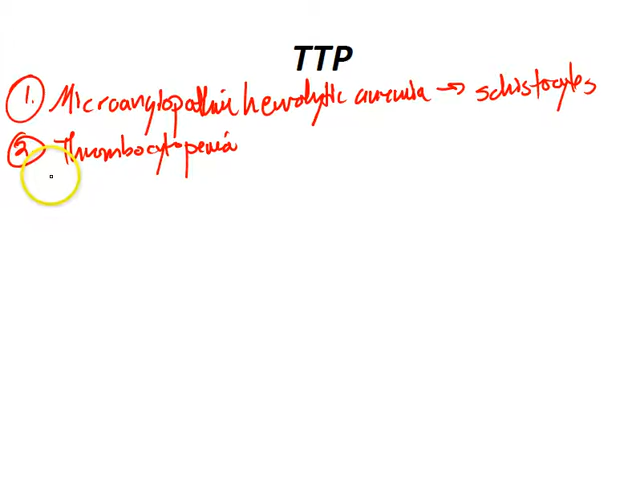 TTP
1. Microangiopathic hemolytic anemia → schistocytes
2 Thrombocytopenia